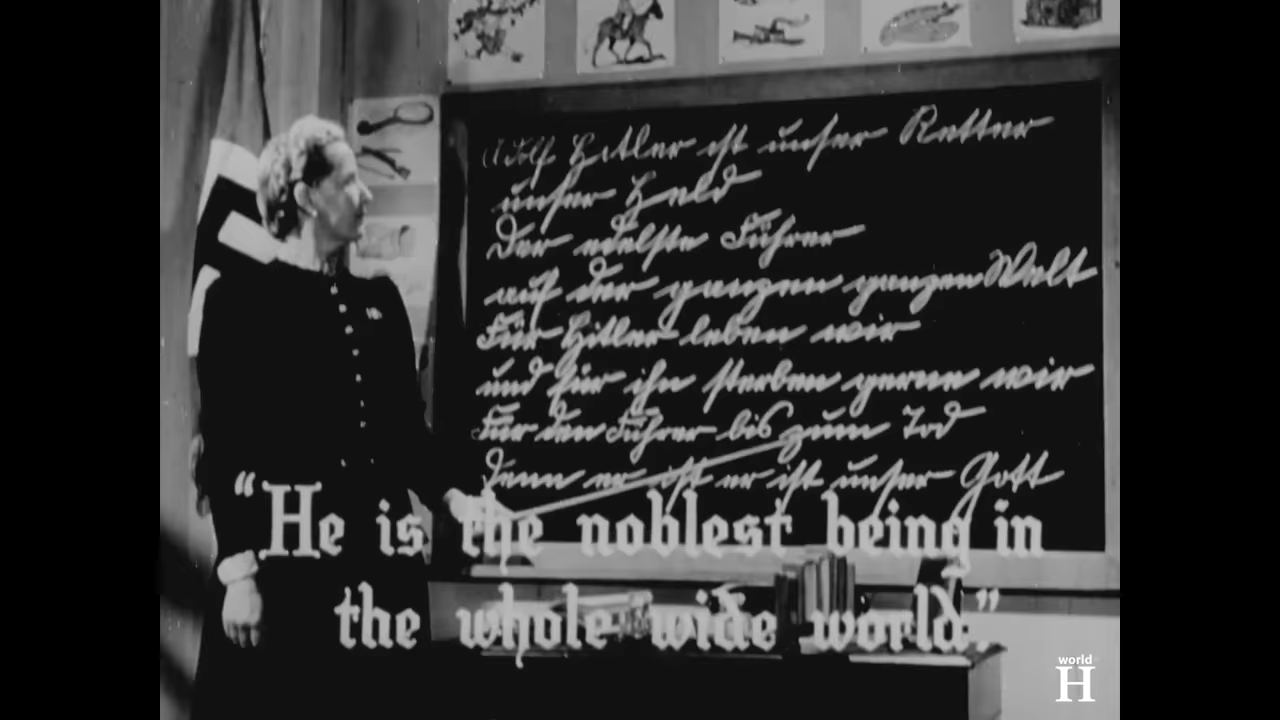 Adolf Hitler ist unser Retter
unser Held
Der edelste Führer
auf der ganzen ganzen Welt
Für Hitler leben wir
und für ihn sterben gerne wir
Für den Führer bis zum Tod
Denn er ist er ist unser Gott
“He is the noblest being in
the whole wide world.”
world
H